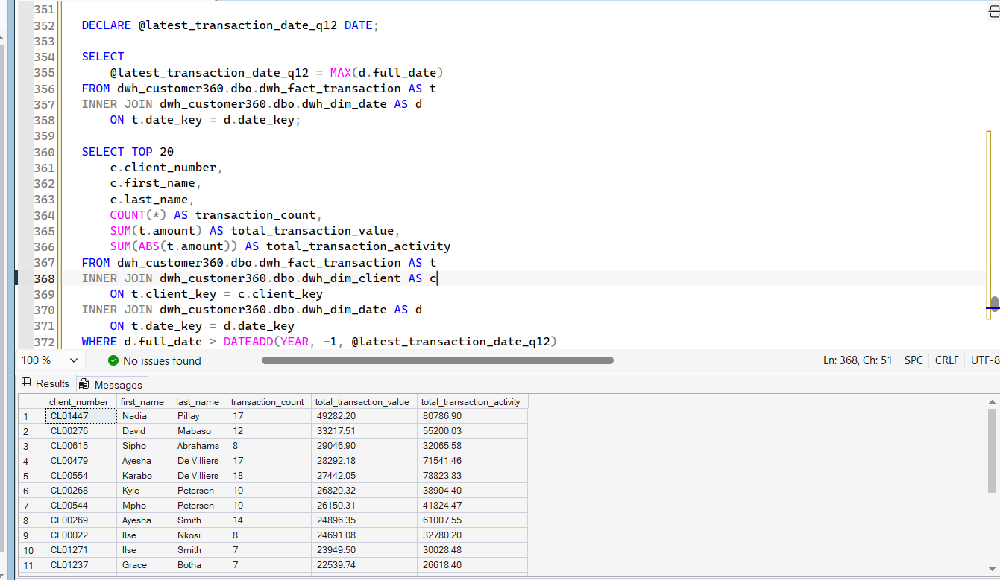 351
352 DECLARE @latest_transaction_date_q12 DATE;
353
354 SELECT
355 @latest_transaction_date_q12 = MAX(d.full_date)
356 FROM dwh_customer360.dbo.dwh_fact_transaction AS t
357 INNER JOIN dwh_customer360.dbo.dwh_dim_date AS d
358 ON t.date_key = d.date_key;
359
360 SELECT TOP 20
361 c.client_number,
362 c.first_name,
363 c.last_name,
364 COUNT(*) AS transaction_count,
365 SUM(t.amount) AS total_transaction_value,
366 SUM(ABS(t.amount)) AS total_transaction_activity
367 FROM dwh_customer360.dbo.dwh_fact_transaction AS t
368 INNER JOIN dwh_customer360.dbo.dwh_dim_client AS c
369 ON t.client_key = c.client_key
370 INNER JOIN dwh_customer360.dbo.dwh_dim_date AS d
371 ON t.date_key = d.date_key
372 WHERE d.full_date > DATEADD(YEAR, -1, @latest_transaction_date_q12)
100 % No issues found Ln: 368, Ch: 51 SPC CRLF UTF-8
Results Messages
client_number first_name last_name transaction_count total_transaction_value total_transaction_activity
1 CL01447 Nadia Pillay 17 49282.20 80786.90
2 CL00276 David Mabaso 12 33217.51 55200.03
3 CL00615 Sipho Abrahams 8 29046.90 32065.58
4 CL00479 Ayesha De Villiers 17 28292.18 71541.46
5 CL00554 Karabo De Villiers 18 27442.05 78823.83
6 CL00268 Kyle Petersen 10 26820.32 38904.40
7 CL00544 Mpho Petersen 10 26150.31 41824.47
8 CL00269 Ayesha Smith 14 24896.35 61007.55
9 CL00022 Ilse Nkosi 8 24691.08 32780.20
10 CL01271 Ilse Smith 7 23949.50 30028.48
11 CL01237 Grace Botha 7 22539.74 26618.40